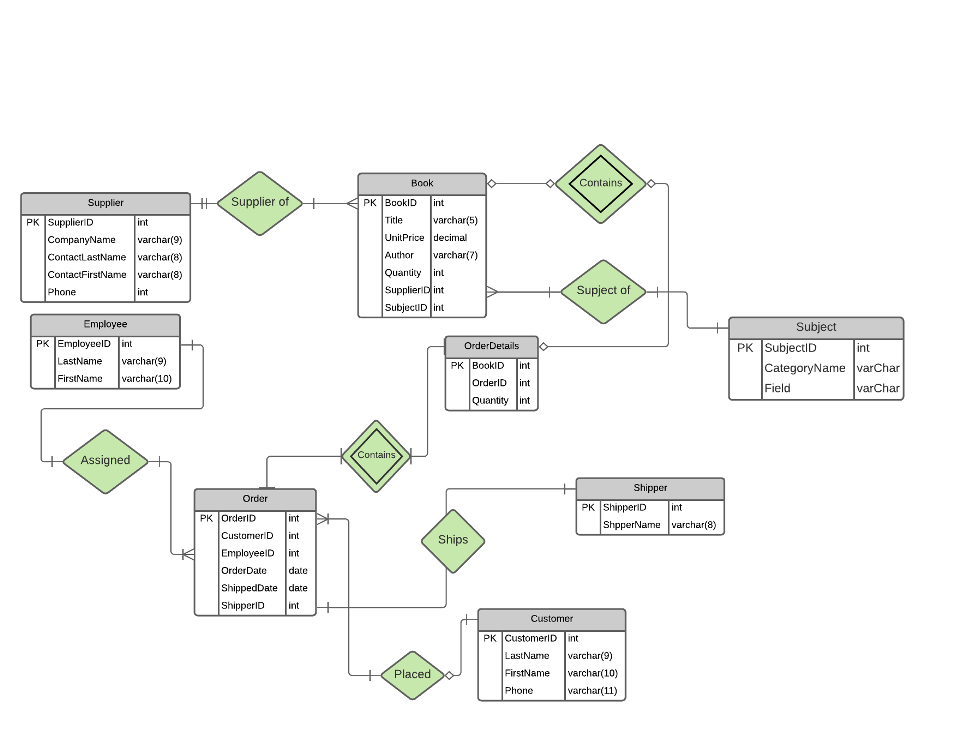 Supplier
PK SupplierID int
CompanyName varchar(9)
ContactLastName varchar(8)
ContactFirstName varchar(8)
Phone int
Supplier of
Book
PK BookID int
Title varchar(5)
UnitPrice decimal
Author varchar(7)
Quantity int
SupplierID int
SubjectID int
Contains
Supject of
Employee
PK EmployeeID int
LastName varchar(9)
FirstName varchar(10)
OrderDetails
PK BookID int
OrderID int
Quantity int
Subject
PK SubjectID int
CategoryName varChar
Field varChar
Assigned
Contains
Order
PK OrderID int
CustomerID int
EmployeeID int
OrderDate date
ShippedDate date
ShipperID int
Ships
Shipper
PK ShipperID int
ShpperName varchar(8)
Placed
Customer
PK CustomerID int
LastName varchar(9)
FirstName varchar(10)
Phone varchar(11)